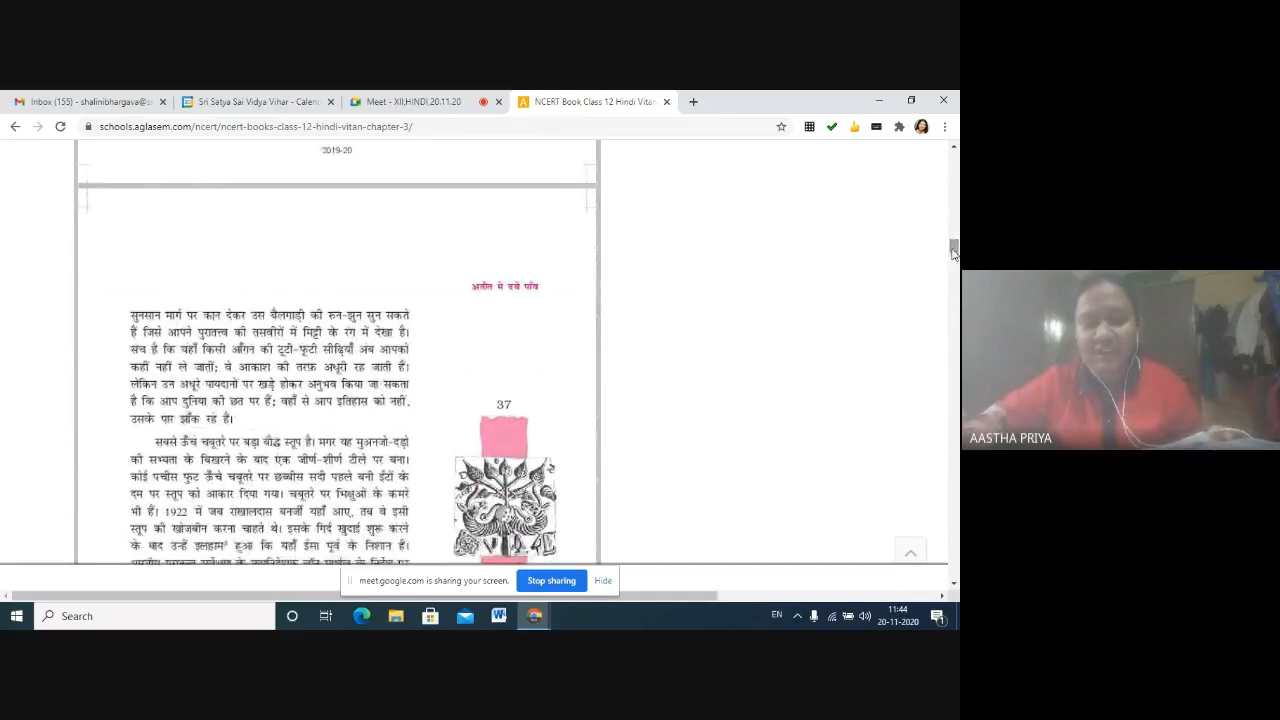 Inbox (155) - shalinibhargava@s
Sri Satya Sai Vidya Vihar - Calen
Meet - XII,HINDI,20.11.20
NCERT Book Class 12 Hindi Vitan
schools.aglasem.com/ncert/ncert-books-class-12-hindi-vitan-chapter-3/
2019-20
अतीत में दबे पाँव
सुनसान मार्ग पर कान देकर उस बैलगाड़ी की रुन-झुन सुन सकते
हैं जिसे आपने पुरातत्त्व की तसवीरों में मिट्टी के रंग में देखा है।
सच है कि यहाँ किसी आँगन की टूटी-फूटी सीढ़ियाँ अब आपको
कहीं नहीं ले जातीं; वे आकाश की तरफ़ अधूरी रह जाती हैं।
लेकिन उन अधूरे पायदानों पर खड़े होकर अनुभव किया जा सकता
है कि आप दुनिया की छत पर हैं; वहाँ से आप इतिहास को नहीं,
उसके पार झाँक रहे हैं।
37
सबसे ऊँचे चबूतरे पर बड़ा बौद्ध स्तूप है। मगर यह मुअनजो-दड़ो
की सभ्यता के बिखरने के बाद एक जीर्ण-शीर्ण टीले पर बना।
कोई पचीस फुट ऊँचे चबूतरे पर छब्बीस सदी पहले बनी ईंटों के
दम पर स्तूप को आकार दिया गया। चबूतरे पर भिक्षुओं के कमरे
भी हैं। 1922 में जब राखालदास बनर्जी यहाँ आए, तब वे इसी
स्तूप की खोजबीन करना चाहते थे। इसके गिर्द खुदाई शुरू करने
के बाद उन्हें इलहाम हुआ कि यहाँ ईसा पूर्व के निशान हैं।
meet.google.com is sharing your screen.
Stop sharing
Hide
AASTHA PRIYA
Search
EN
11:44
20-11-2020
1